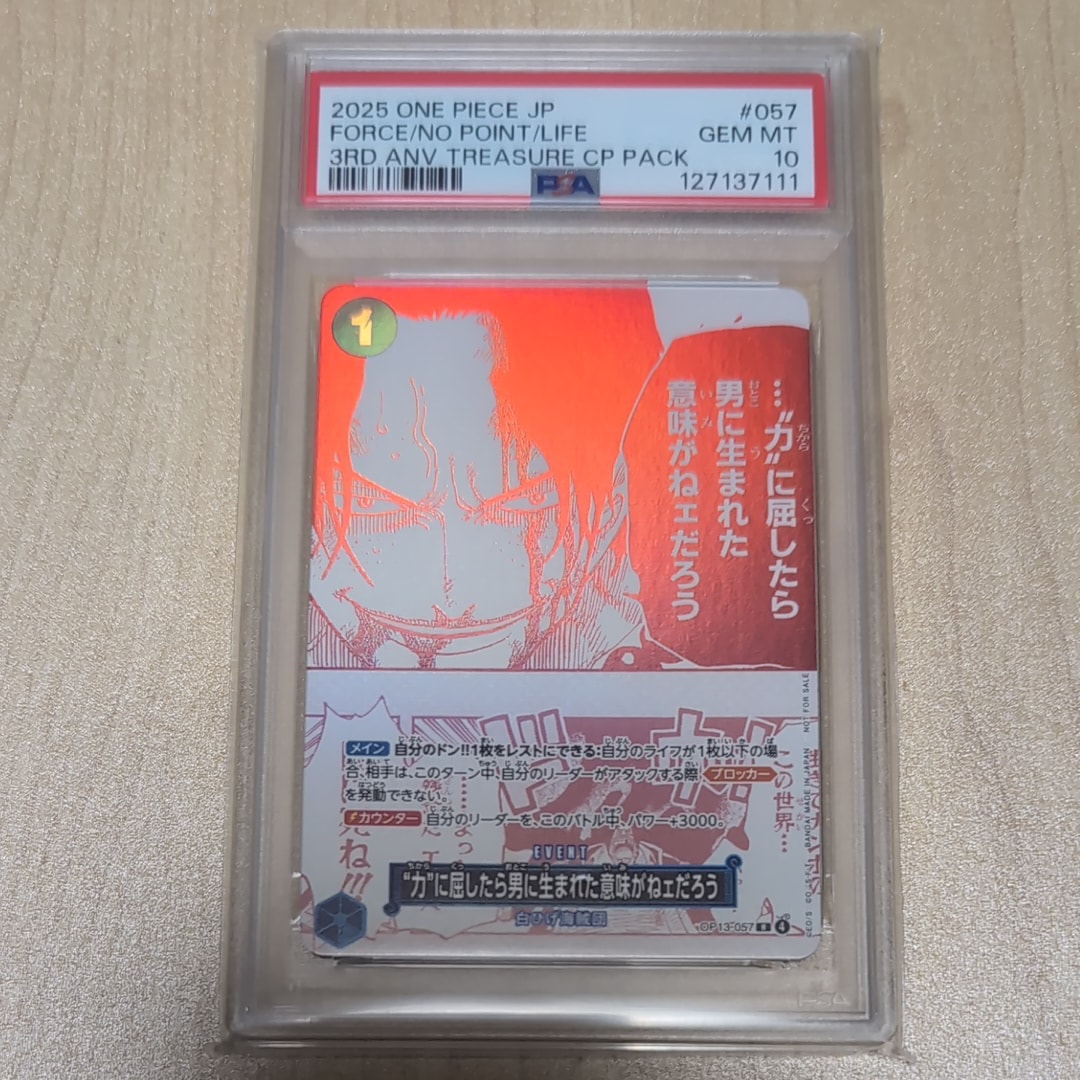 2025 ONE PIECE JP #057
FORCE/NO POINT/LIFE GEM MT
3RD ANV TREASURE CP PACK 10
PSA 127137111
1
…“力”に屈したら
男に生まれた
意味がねェだろう
メイン 自分のドン!!1枚をレストにできる:自分のライフが1枚以下の場
合、相手は、このターン中、自分のリーダーがアタックする際、ブロッカー
を発動できない。
カウンター 自分のリーダーを、このバトル中、パワー+3000。
この世界…
EVENT
“力”に屈したら男に生まれた意味がねェだろう
白ひげ海賊団
OP13-057 R 4
BANDAI MADE IN JAPAN NOT FOR SALE